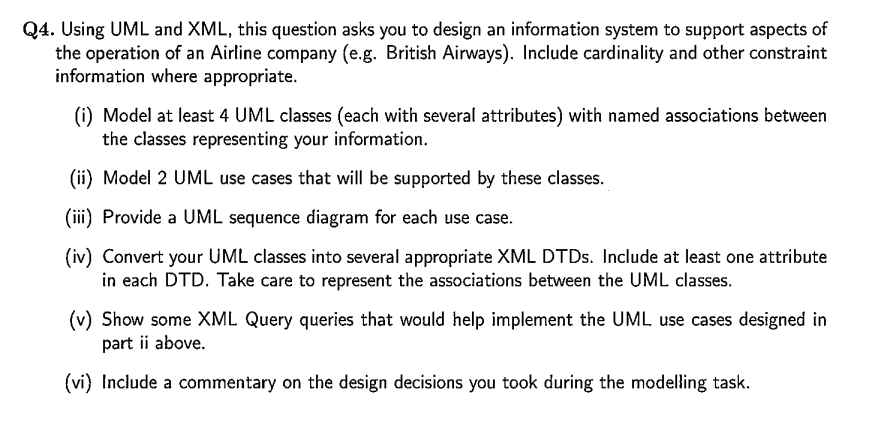 Q4. Using UML and XML, this question asks you to design an information system to support aspects of
the operation of an Airline company (e.g. British Airways). Include cardinality and other constraint
information where appropriate.
(i) Model at least 4 UML classes (each with several attributes) with named associations between
the classes representing your information.
(ii) Model 2 UML use cases that will be supported by these classes.
(iii) Provide a UML sequence diagram for each use case.
(iv) Convert your UML classes into several appropriate XML DTDs. Include at least one attribute
in each DTD. Take care to represent the associations between the UML classes.
(v) Show some XML Query queries that would help implement the UML use cases designed in
part ii above.
(vi) Include a commentary on the design decisions you took during the modelling task.